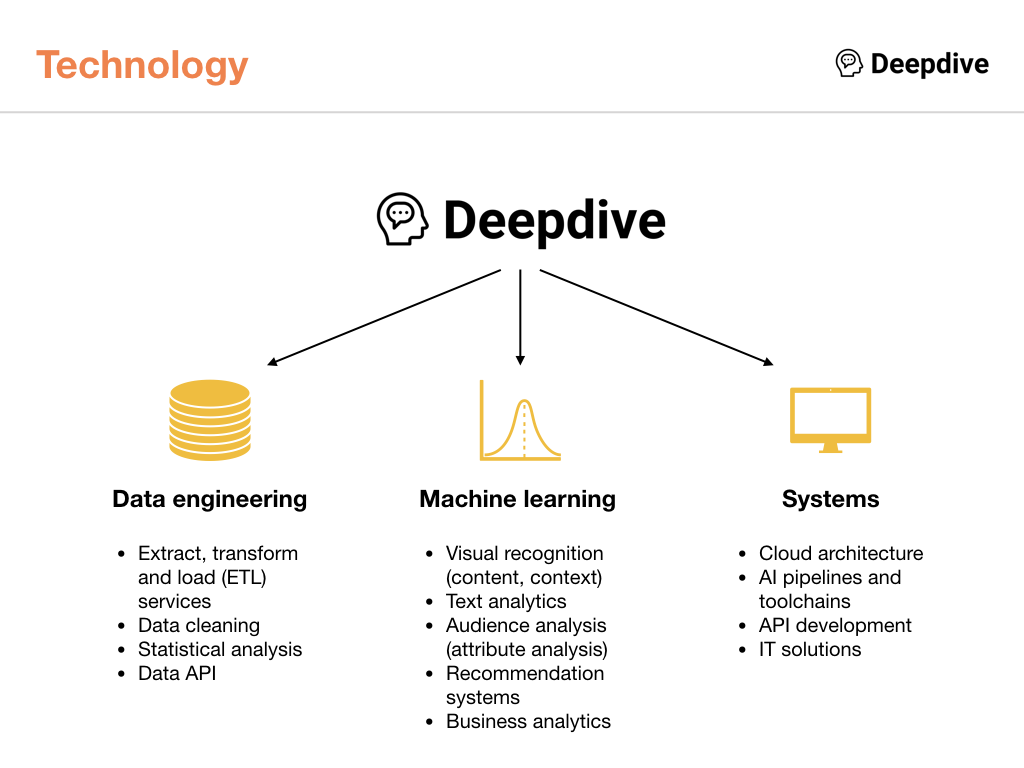 Technology
Deepdive
Deepdive
Data engineering
• Extract, transform
and load (ETL)
services
• Data cleaning
• Statistical analysis
• Data API
Machine learning
• Visual recognition
(content, context)
• Text analytics
• Audience analysis
(attribute analysis)
• Recommendation
systems
• Business analytics
Systems
• Cloud architecture
• AI pipelines and
toolchains
• API development
• IT solutions